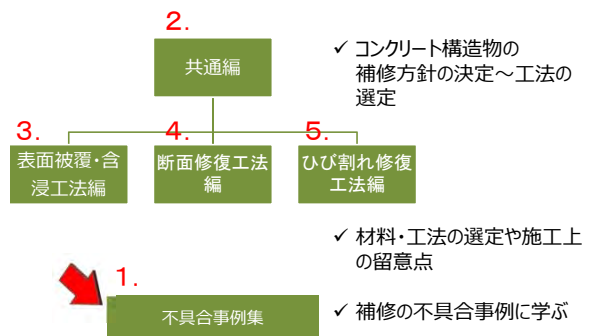 2.
共通編
✓ コンクリート構造物の
補修方針の決定～工法の
選定
3.
表面被覆・含
浸工法編
4.
断面修復工法
編
5.
ひび割れ修復
工法編
✓ 材料・工法の選定や施工上
の留意点
1.
不具合事例集
✓ 補修の不具合事例に学ぶ